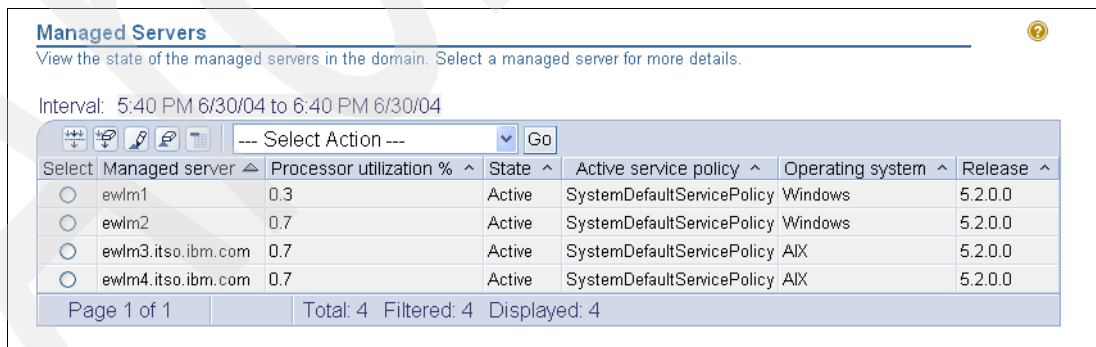 Managed Servers
View the state of the managed servers in the domain. Select a managed server for more details.
Interval: 5:40 PM 6/30/04 to 6:40 PM 6/30/04
--- Select Action --- Go
Select Managed server Processor utilization % State Active service policy Operating system Release
ewlm1 0.3 Active SystemDefaultServicePolicy Windows 5.2.0.0
ewlm2 0.7 Active SystemDefaultServicePolicy Windows 5.2.0.0
ewlm3.itso.ibm.com 0.7 Active SystemDefaultServicePolicy AIX 5.2.0.0
ewlm4.itso.ibm.com 0.7 Active SystemDefaultServicePolicy AIX 5.2.0.0
Page 1 of 1 Total: 4 Filtered: 4 Displayed: 4